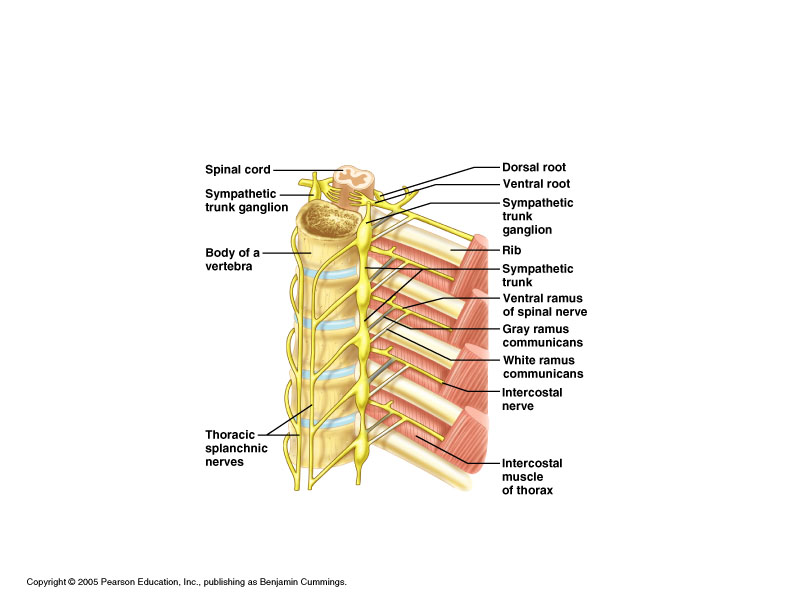 Spinal cord
Sympathetic
trunk ganglion
Body of a
vertebra
Thoracic
splanchnic
nerves
Dorsal root
Ventral root
Sympathetic
trunk
ganglion
Rib
Sympathetic
trunk
Ventral ramus
of spinal nerve
Gray ramus
communicans
White ramus
communicans
Intercostal
nerve
Intercostal
muscle
of thorax
Copyright © 2005 Pearson Education, Inc., publishing as Benjamin Cummings.